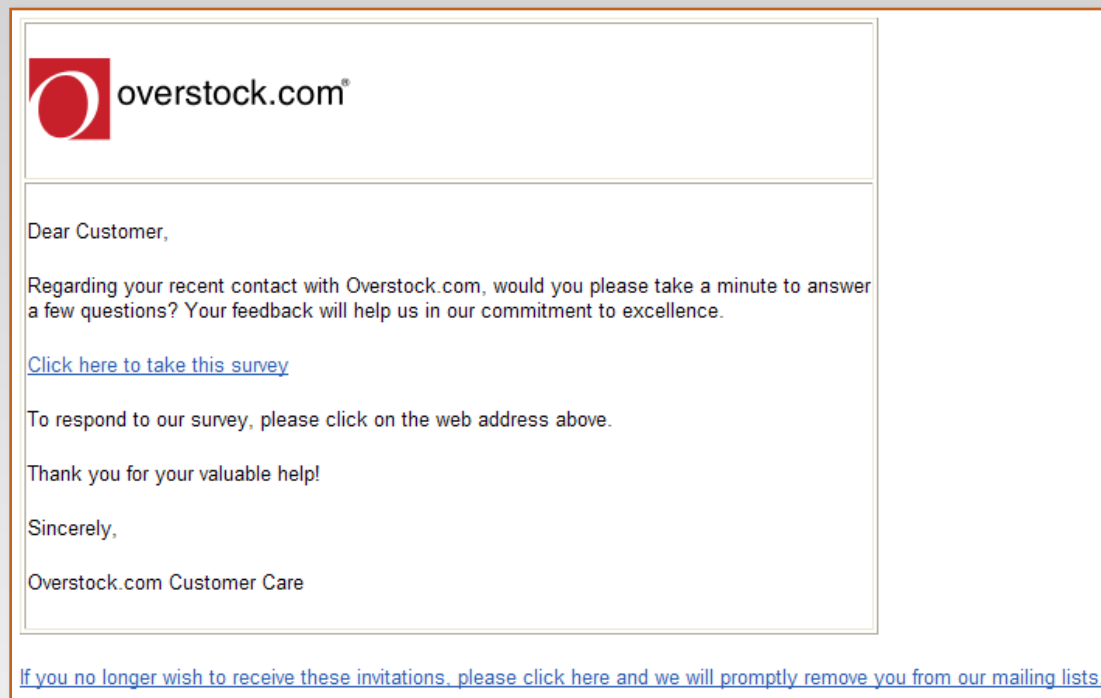 overstock.com®
Dear Customer,
Regarding your recent contact with Overstock.com, would you please take a minute to answer
a few questions? Your feedback will help us in our commitment to excellence.
Click here to take this survey
To respond to our survey, please click on the web address above.
Thank you for your valuable help!
Sincerely,
Overstock.com Customer Care
If you no longer wish to receive these invitations, please click here and we will promptly remove you from our mailing lists.